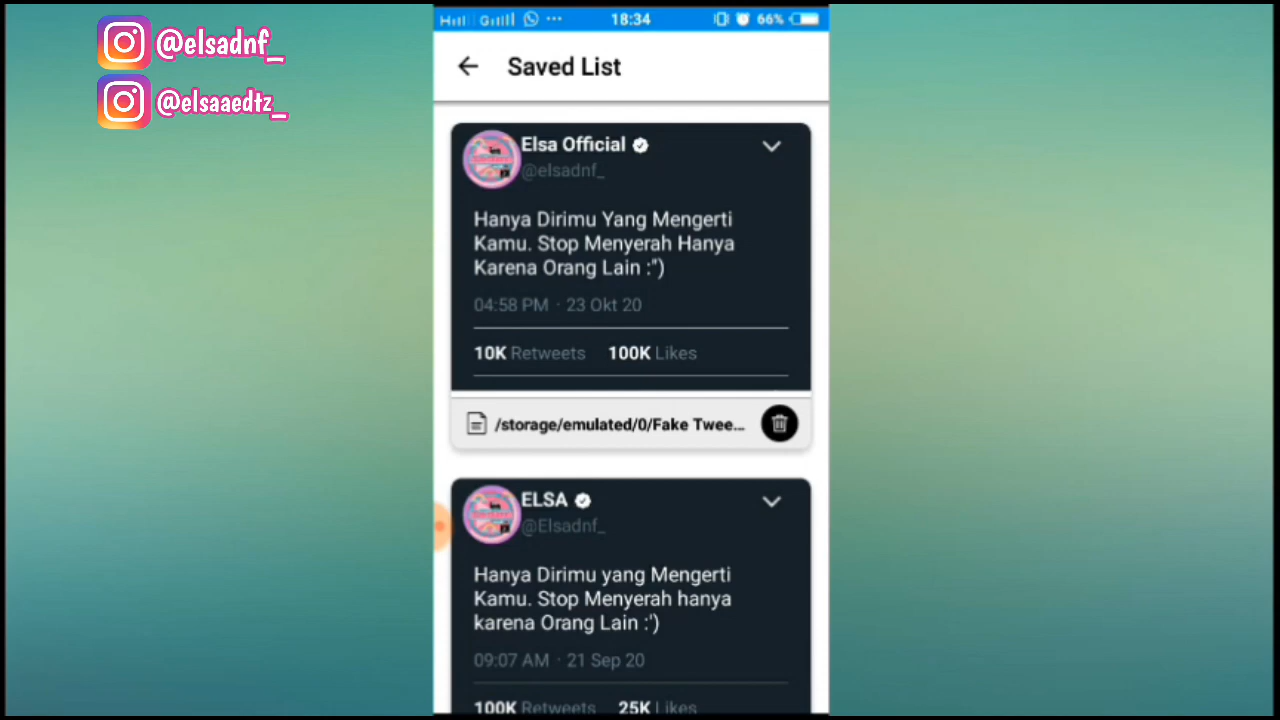 @elsadnf_
@elsaaedtz_
18:34
66%
Saved List
Elsa Official
@elsadnf_
Hanya Dirimu Yang Mengerti
Kamu. Stop Menyerah Hanya
Karena Orang Lain :")
04:58 PM · 23 Okt 20
10K Retweets 100K Likes
/storage/emulated/0/Fake Twee...
ELSA
@Elsadnf_
Hanya Dirimu yang Mengerti
Kamu. Stop Menyerah hanya
karena Orang Lain :')
09:07 AM · 21 Sep 20
100K Retweets 25K Likes